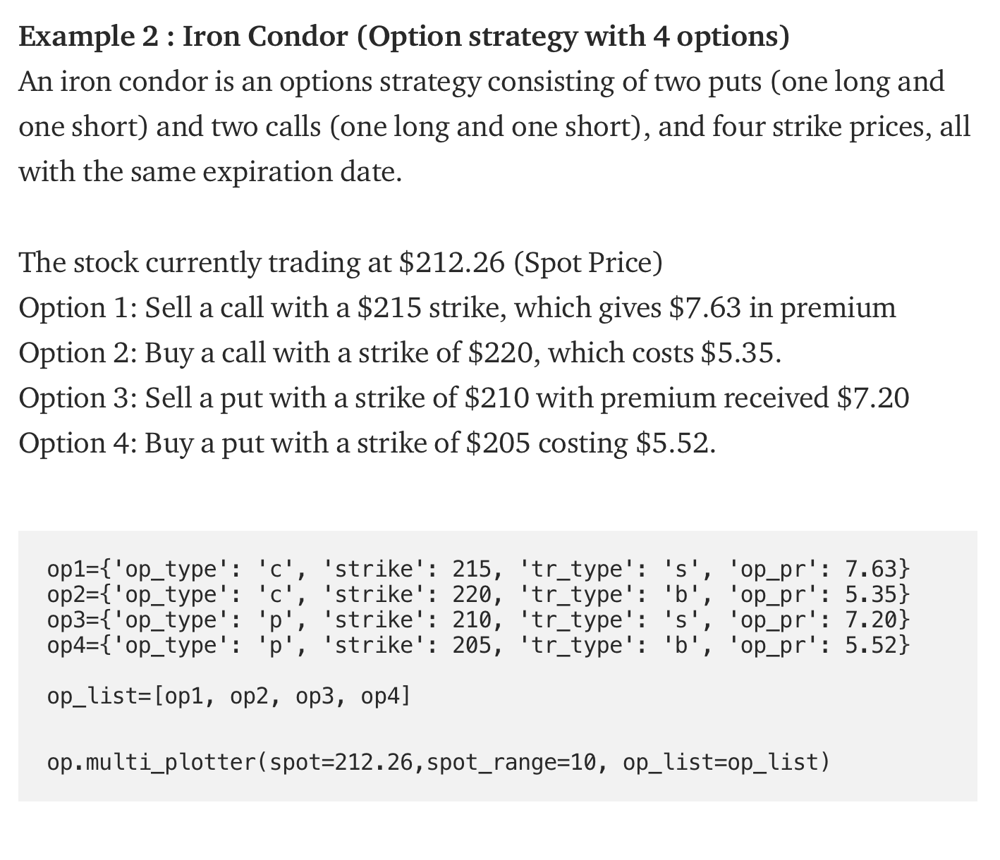 Example 2 : Iron Condor (Option strategy with 4 options)
An iron condor is an options strategy consisting of two puts (one long and
one short) and two calls (one long and one short), and four strike prices, all
with the same expiration date.
The stock currently trading at $212.26 (Spot Price)
Option 1: Sell a call with a $215 strike, which gives $7.63 in premium
Option 2: Buy a call with a strike of $220, which costs $5.35.
Option 3: Sell a put with a strike of $210 with premium received $7.20
Option 4: Buy a put with a strike of $205 costing $5.52.
op1={'op_type': 'c', 'strike': 215, 'tr_type': 's', 'op_pr': 7.63}
op2={'op_type': 'c', 'strike': 220, 'tr_type': 'b', 'op_pr': 5.35}
op3={'op_type': 'p', 'strike': 210, 'tr_type': 's', 'op_pr': 7.20}
op4={'op_type': 'p', 'strike': 205, 'tr_type': 'b', 'op_pr': 5.52}
op_list=[op1, op2, op3, op4]
op.multi_plotter(spot=212.26,spot_range=10, op_list=op_list)